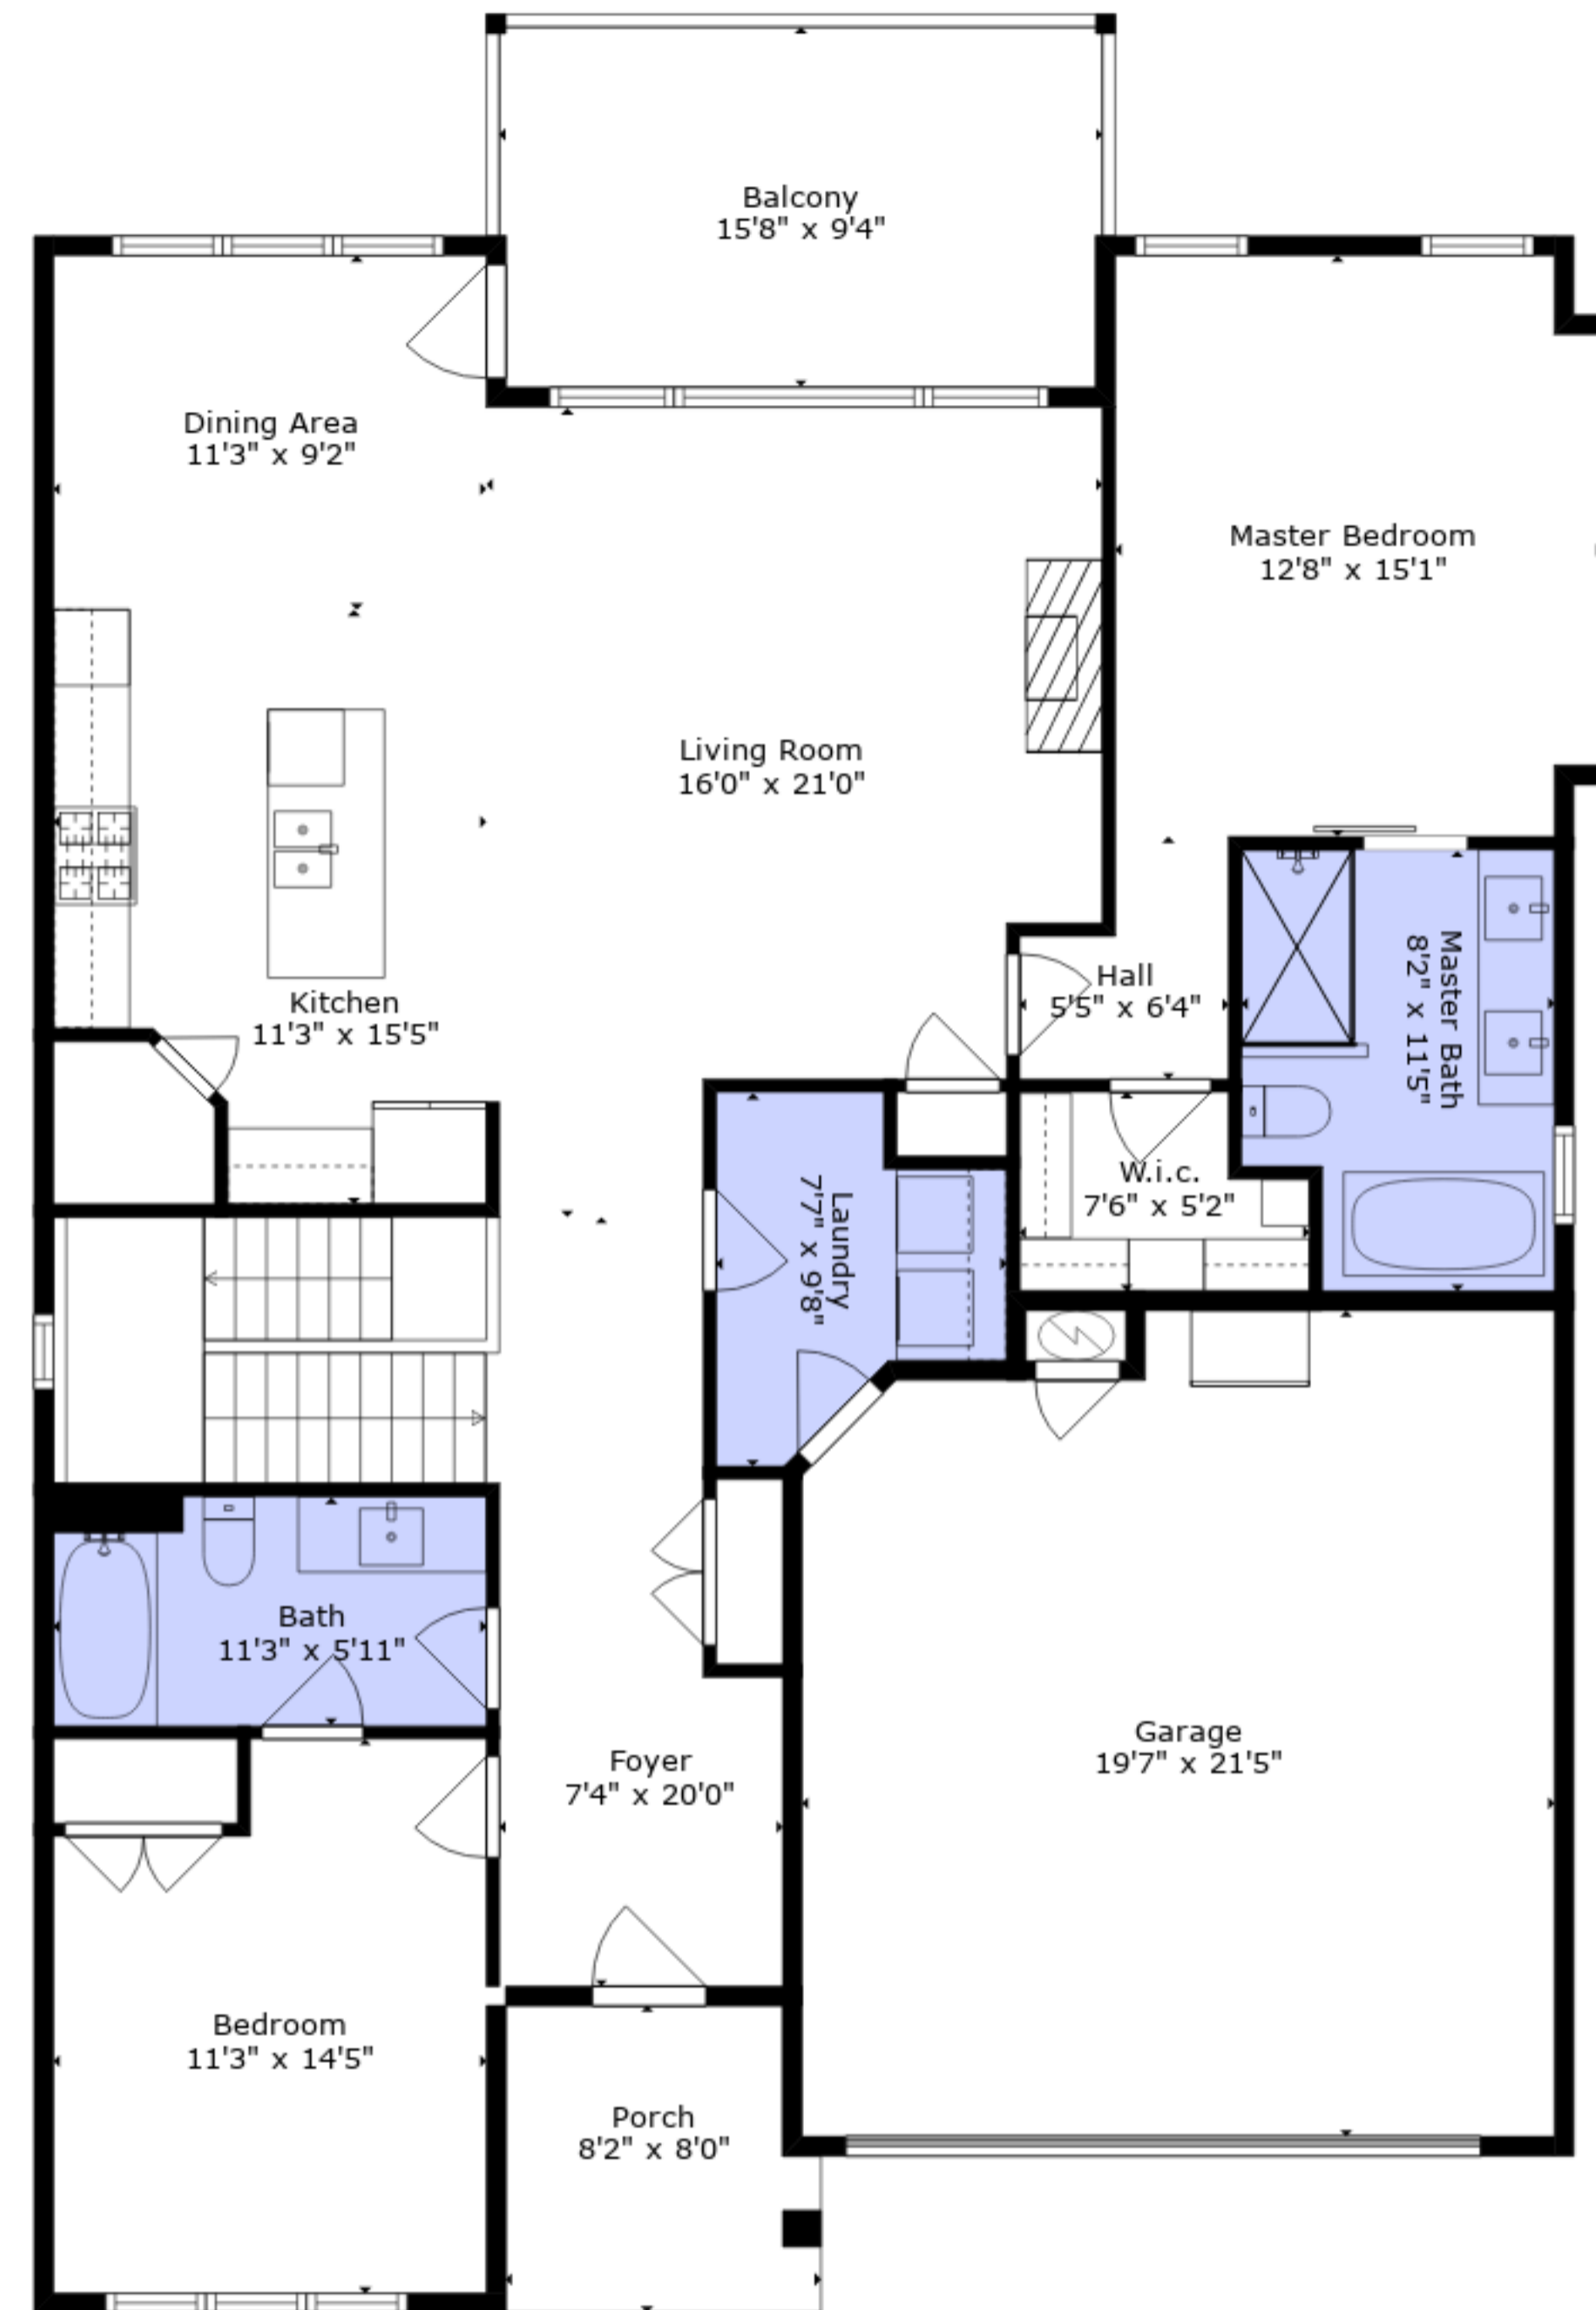 Balcony
15'8" x 9'4"
Dining Area
11'3" x 9'2"
Master Bedroom
12'8" x 15'1"
Living Room
16'0" x 21'0"
Kitchen
11'3" x 15'5"
Hall
5'5" x 6'4"
Master Bath
8'2" x 11'5"
W.i.c.
7'6" x 5'2"
Laundry
7'7" x 9'8"
Bath
11'3" x 5'11"
Foyer
7'4" x 20'0"
Garage
19'7" x 21'5"
Bedroom
11'3" x 14'5"
Porch
8'2" x 8'0"